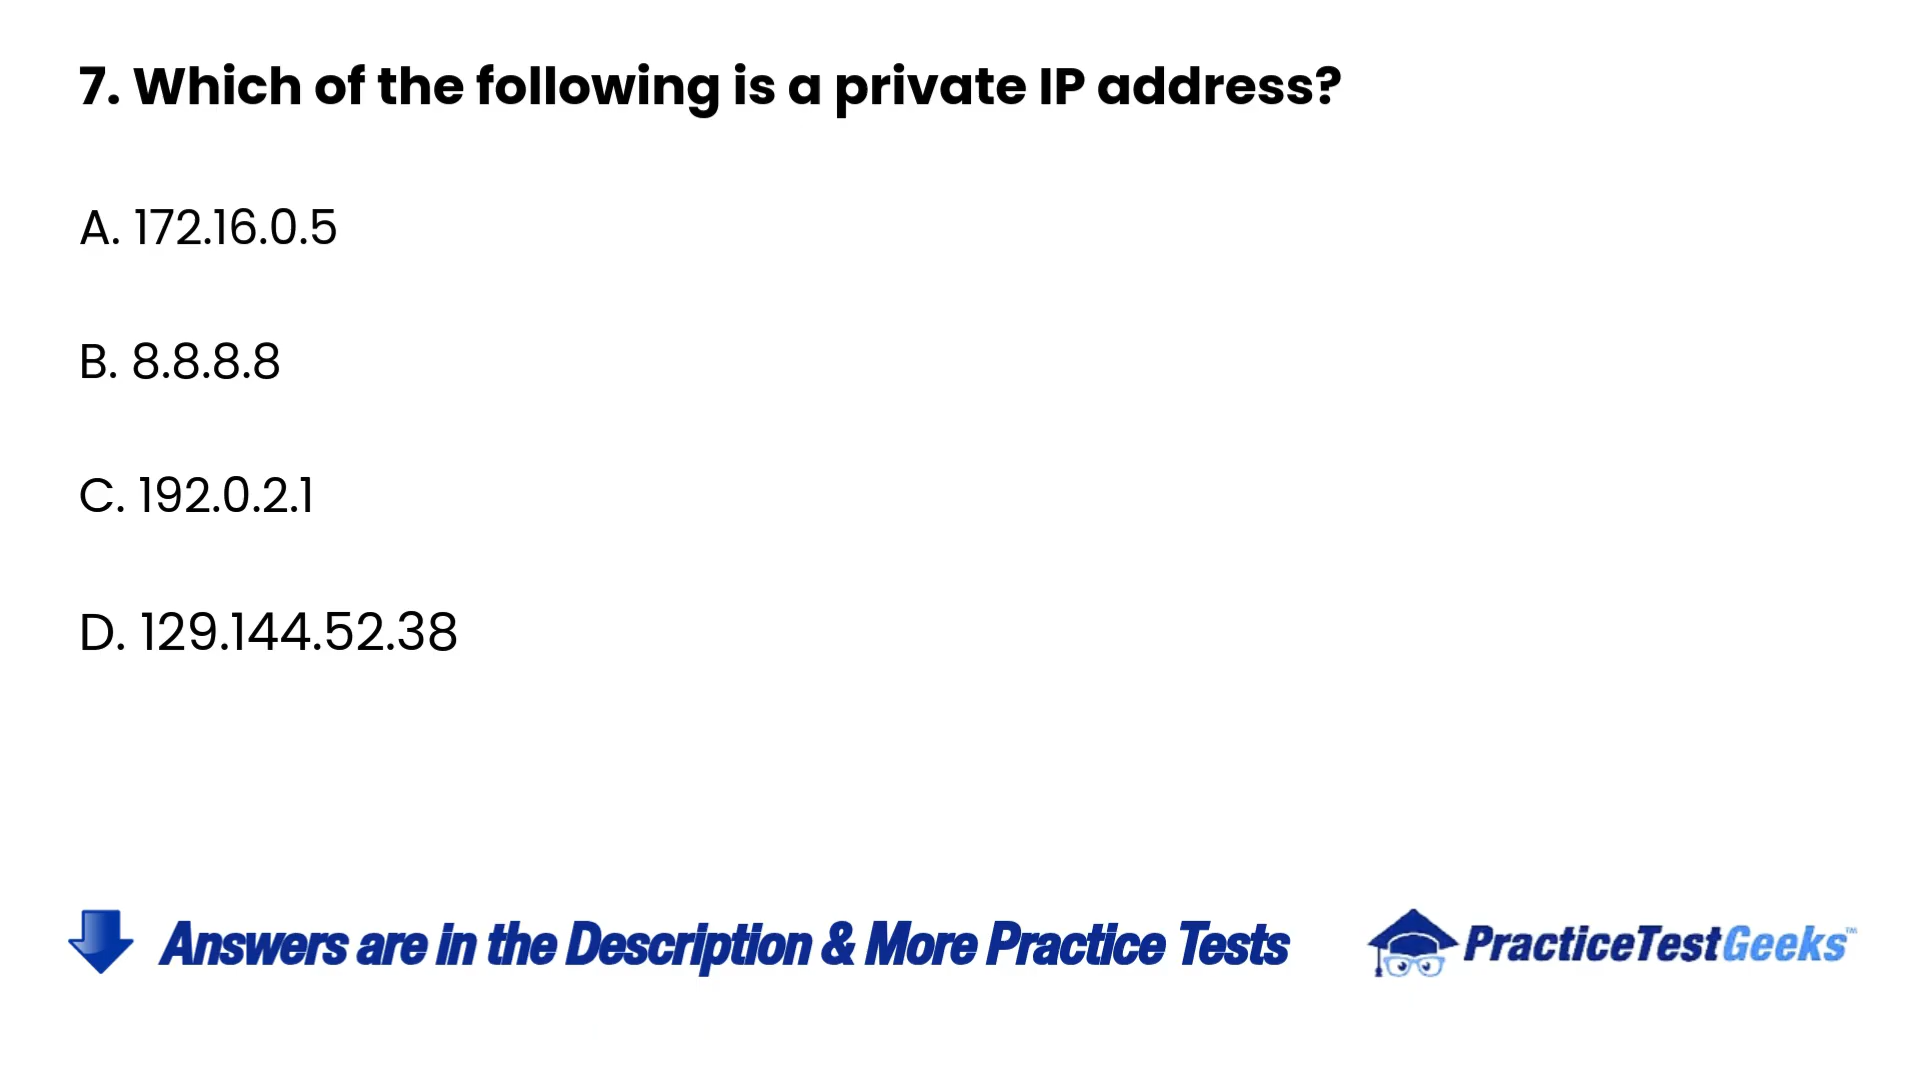 7. Which of the following is a private IP address?
A. 172.16.0.5
B. 8.8.8.8
C. 192.0.2.1
D. 129.144.52.38
Answers are in the Description & More Practice Tests
PracticeTestGeeks™